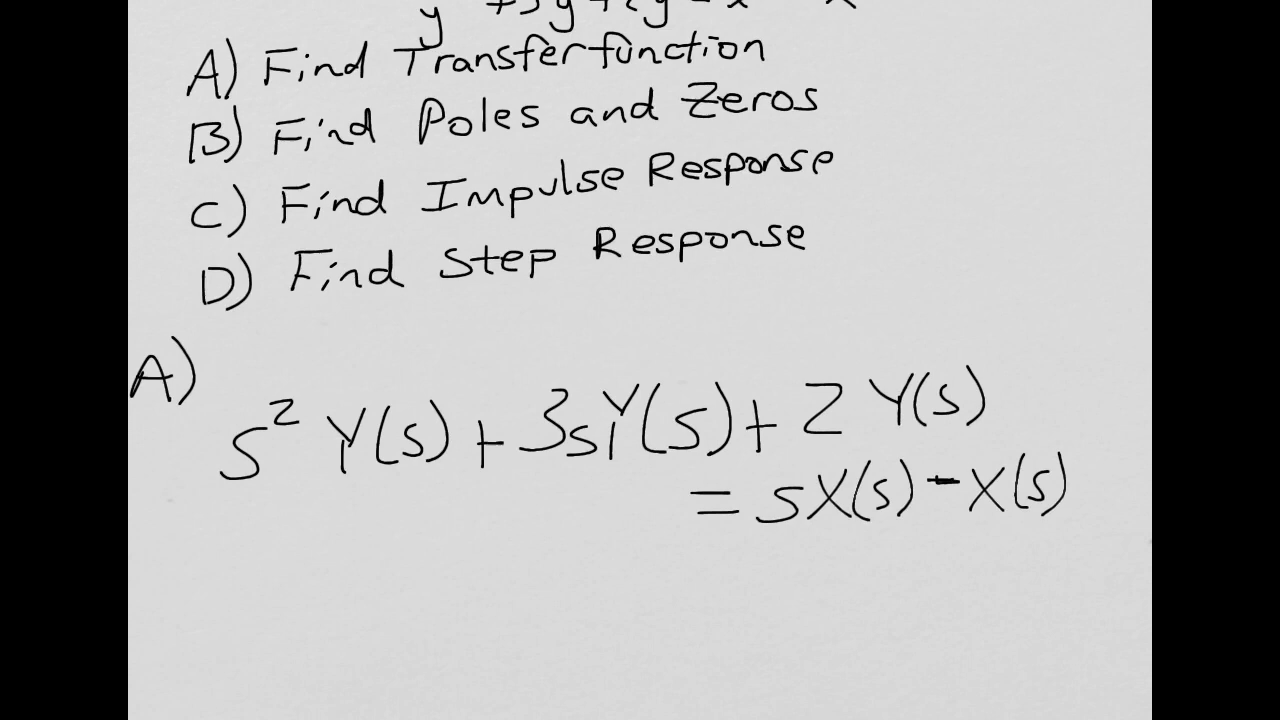 A) Find Transferfunction
B) Find Poles and Zeros
C) Find Impulse Response
D) Find Step Response
A)
s² Y(s) + 3sY(s) + 2 Y(s)
= sX(s) - X(s)